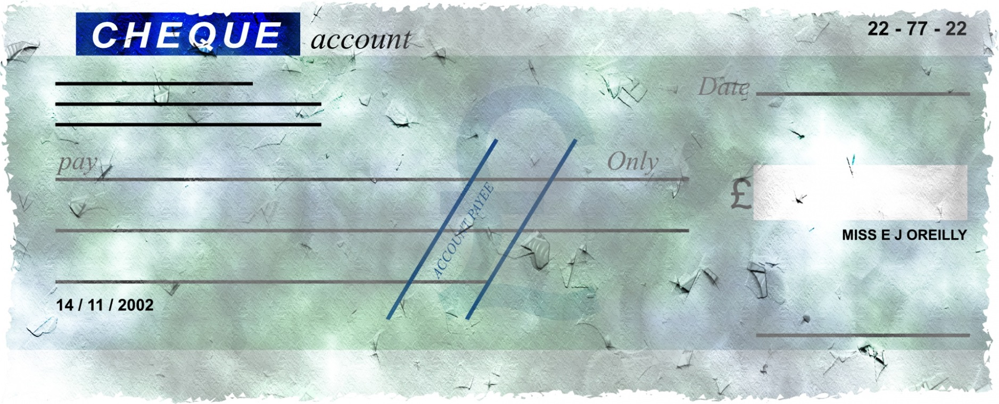 CHEQUE account
22 - 77 - 22
Date
pay
Only
£
ACCOUNT PAYEE
MISS E J OREILLY
14 / 11 / 2002